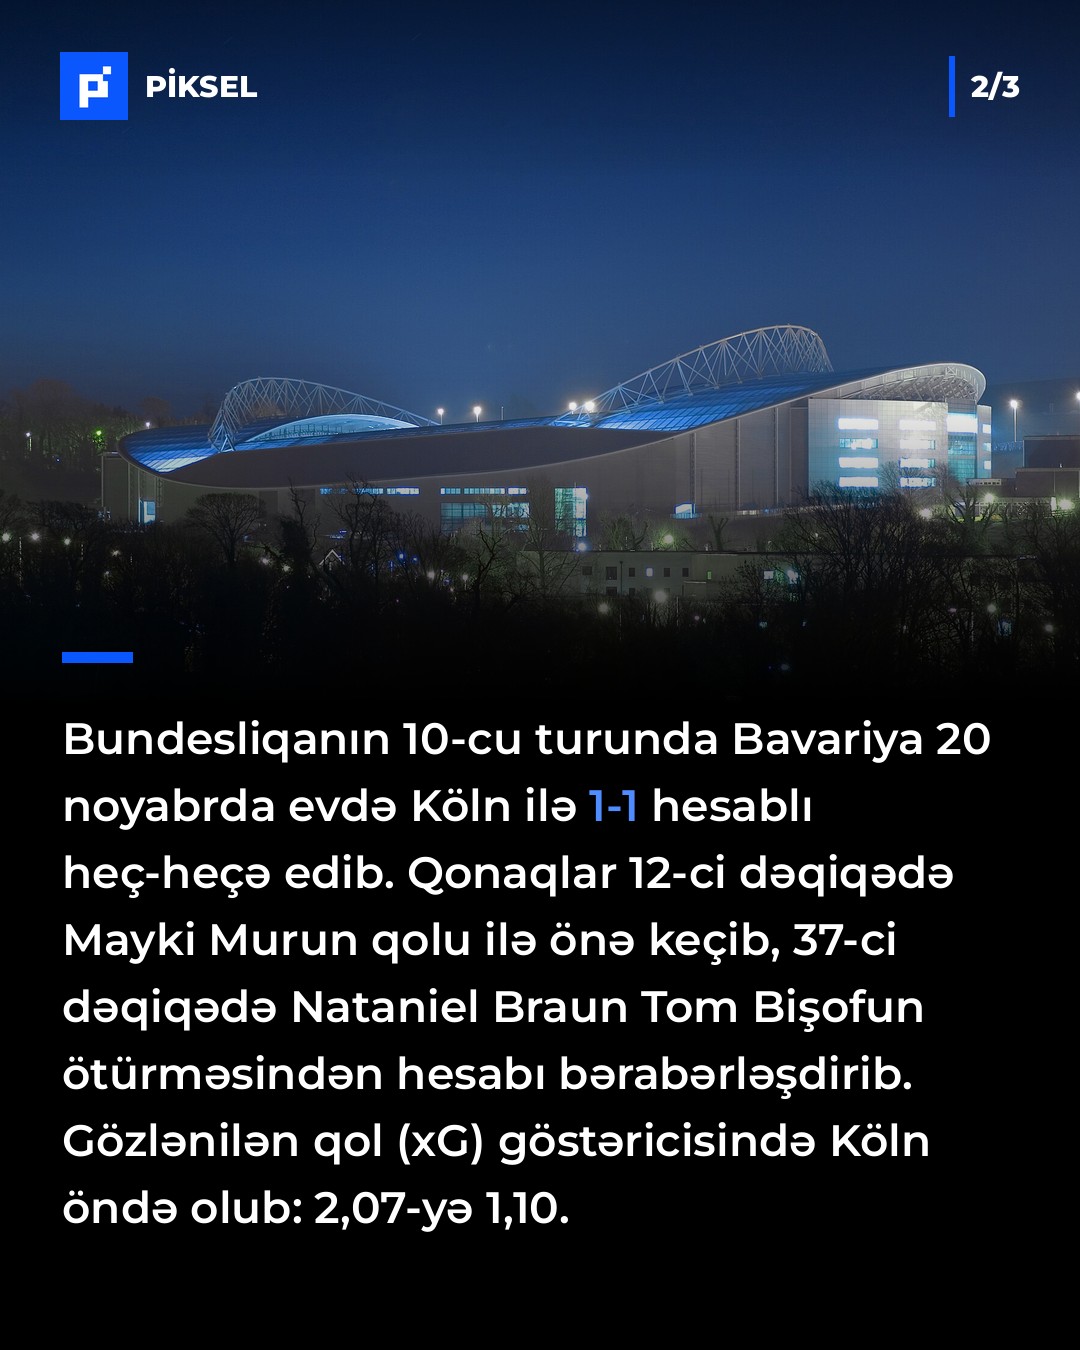 PİKSEL
2/3
Bundesliqanın 10-cu turunda Bavariya 20
noyabrda evdə Köln ilə 1-1 hesablı
heç-heçə edib. Qonaqlar 12-ci dəqiqədə
Mayki Murun qolu ilə önə keçib, 37-ci
dəqiqədə Nataniel Braun Tom Bişofun
ötürməsindən hesabı bərabərləşdirib.
Gözlənilən qol (xG) göstəricisində Köln
öndə olub: 2,07-yə 1,10.